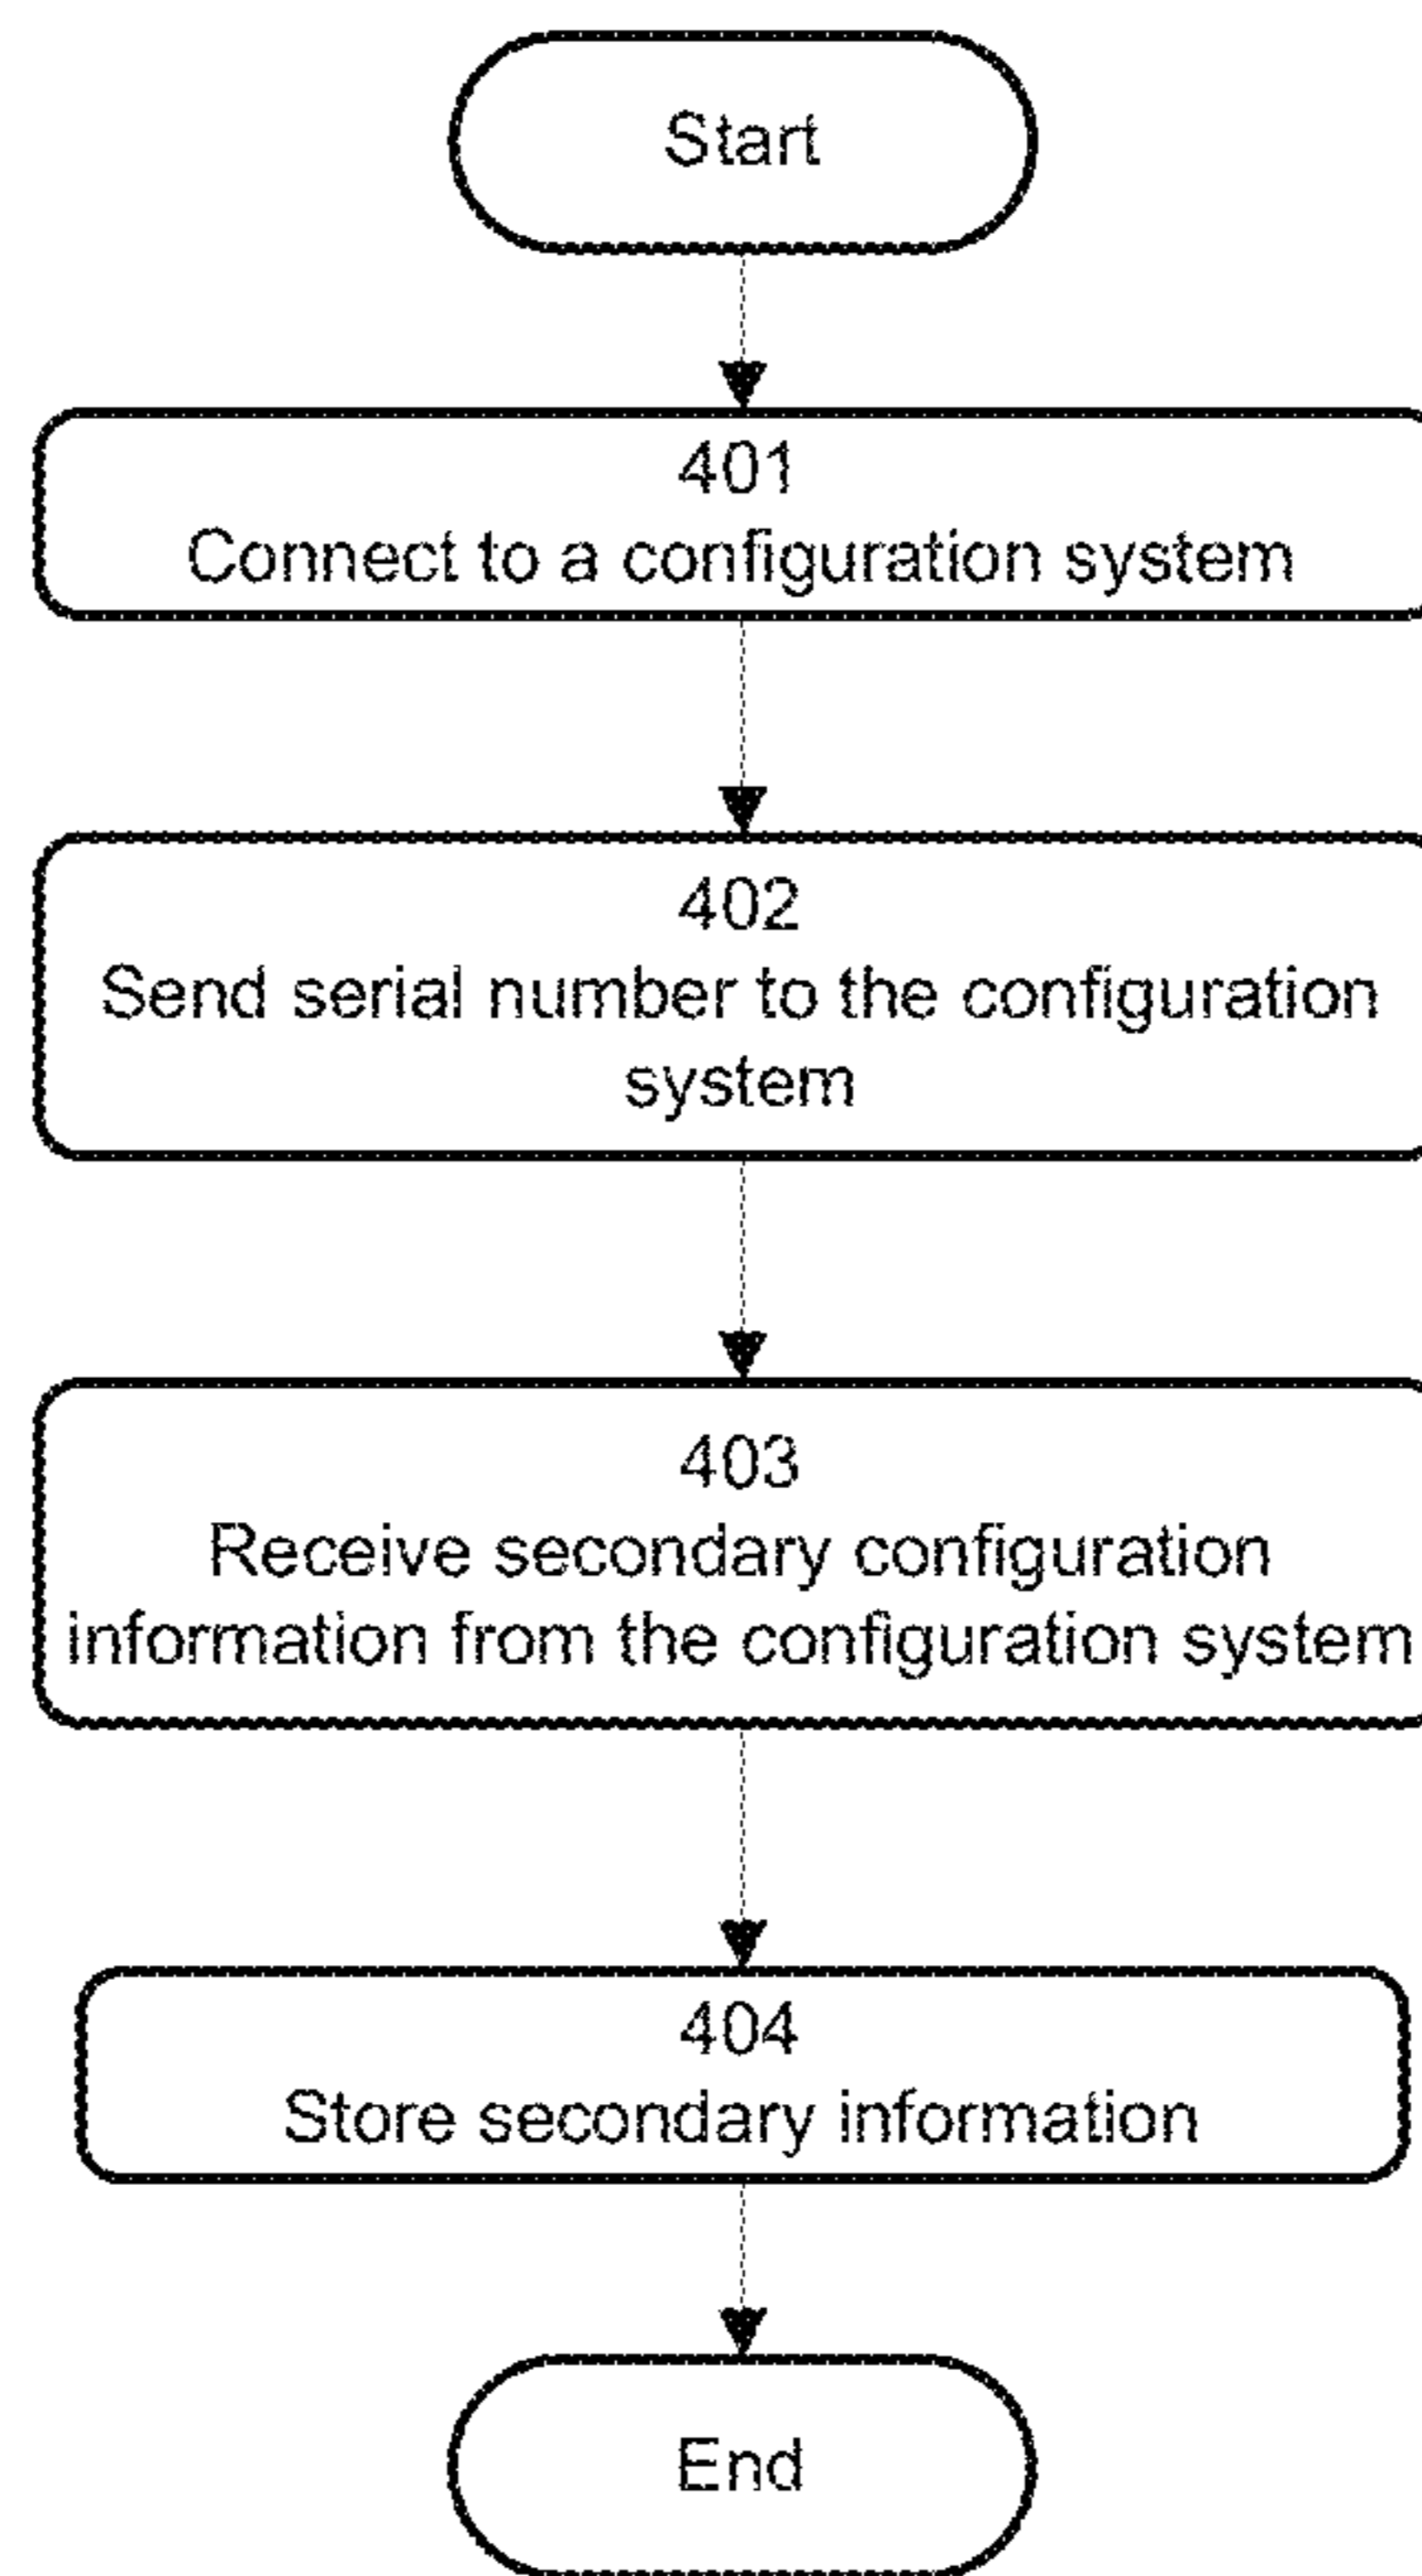 Start
401
Connect to a configuration system
402
Send serial number to the configuration
system
403
Receive secondary configuration
information from the configuration system
404
Store secondary information
End